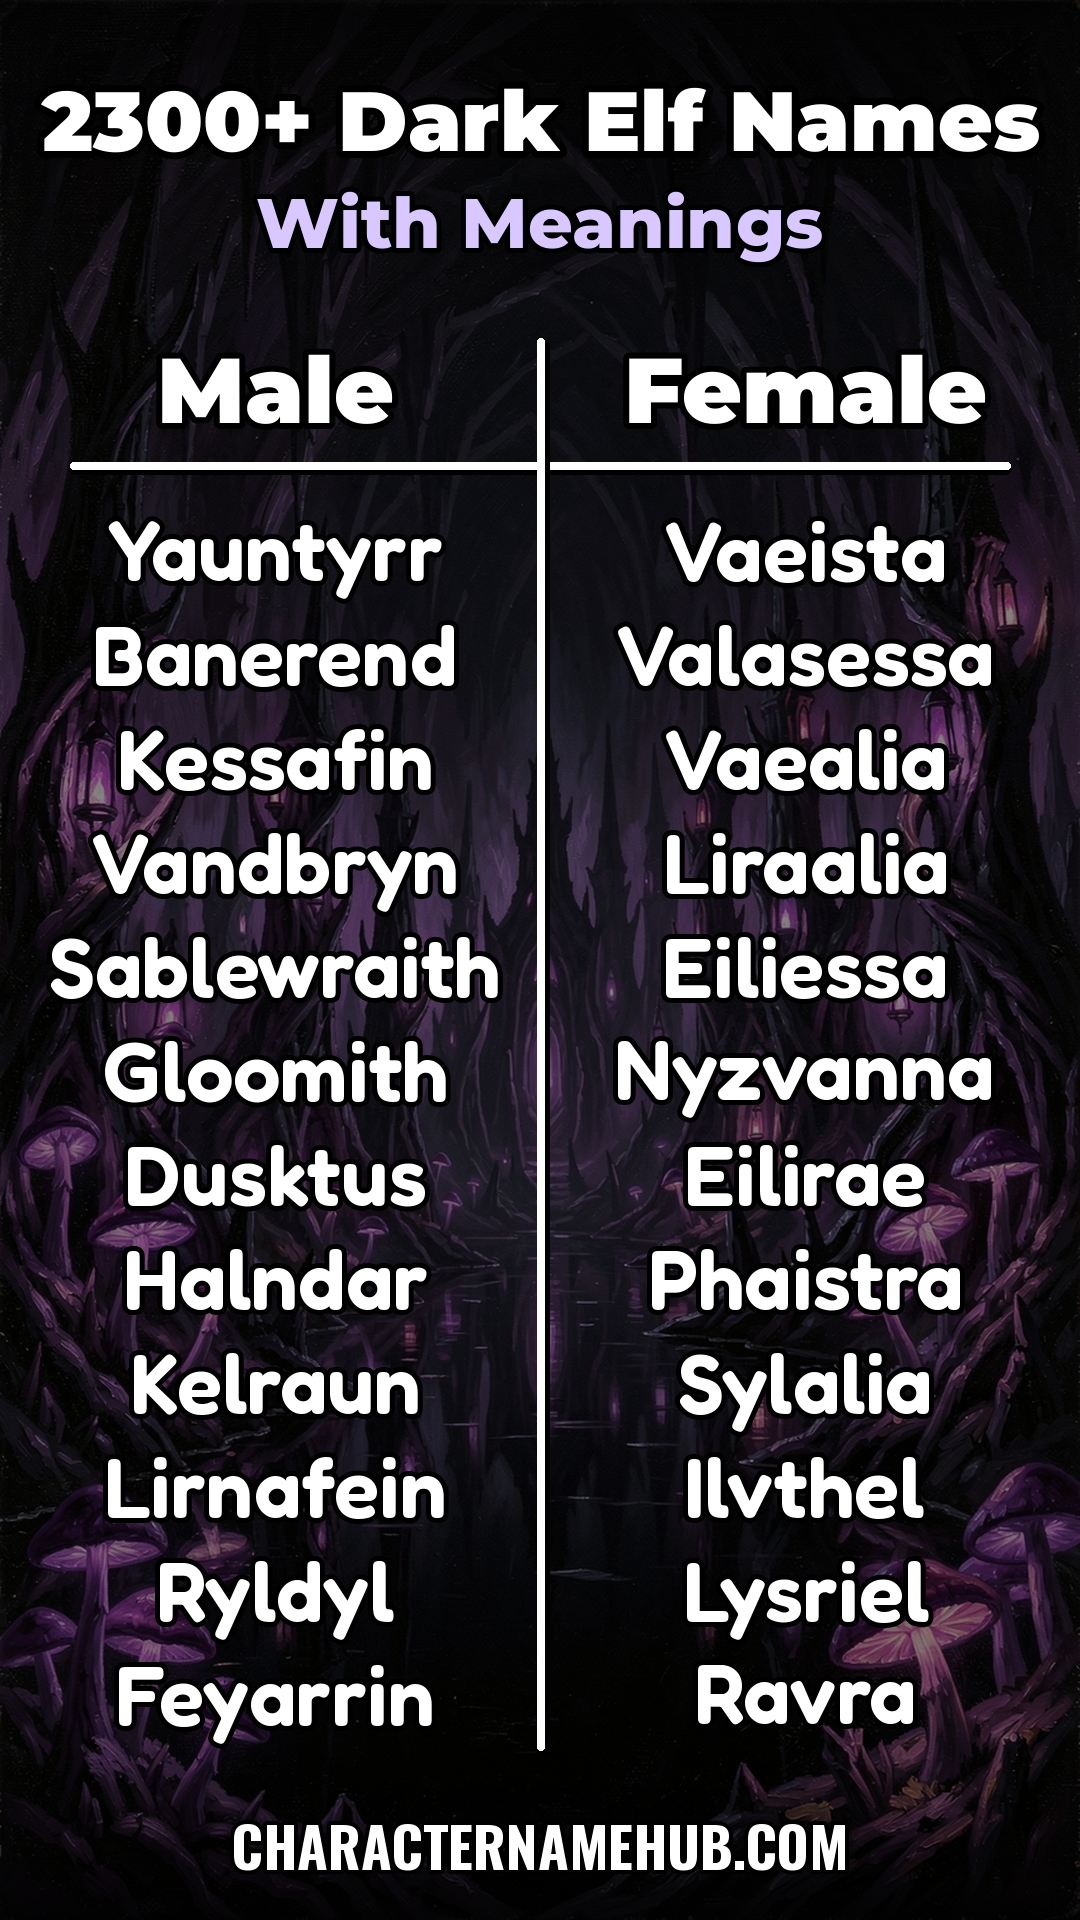 2300+ Dark Elf Names
With Meanings
Male Female
Yauntyrr Vaeista
Banerend Valasessa
Kessafin Vaealia
Vandbryn Liraalia
Sablewraith Eiliessa
Gloomith Nyzvanna
Dusktus Eilirae
Halndar Phaistra
Kelraun Sylalia
Lirnafein Ilvthel
Ryldyl Lysriel
Feyarrin Ravra
CHARACTERNAMEHUB.COM